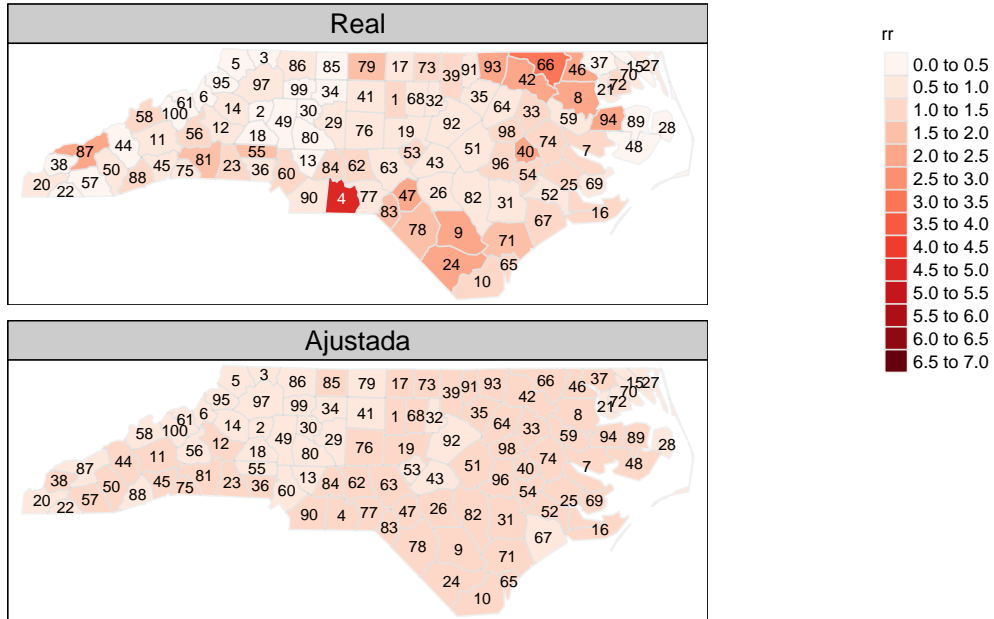 Real
5 3 86 85 79 17 73 39 91 93 42 66 46 37 70 15 27
95 97 99 34 41 1 68 32 35 64 33 8 21 72
58 100 61 6 14 2 49 30 29 76 19 92 98 59 94 89 28
87 44 11 56 12 18 80 53 51 40 74 7 48
38 50 45 75 81 23 55 36 60 13 84 62 63 43 96 54
20 22 57 88 90 4 77 83 47 26 82 31 52 25 69
78 9 71 67 16
24 10 65
Ajustada
5 3 86 85 79 17 73 39 91 93 42 66 46 37 70 15 27
95 97 99 34 41 1 68 32 35 64 33 8 21 72
58 100 61 6 14 2 49 30 29 76 19 92 98 59 94 89 28
87 44 11 56 12 18 80 53 51 40 74 7 48
38 50 45 75 81 23 55 36 60 13 84 62 63 43 96 54
20 22 57 88 90 4 77 83 47 26 82 31 52 25 69
78 9 71 67 16
24 10 65
rr
0.0 to 0.5
0.5 to 1.0
1.0 to 1.5
1.5 to 2.0
2.0 to 2.5
2.5 to 3.0
3.0 to 3.5
3.5 to 4.0
4.0 to 4.5
4.5 to 5.0
5.0 to 5.5
5.5 to 6.0
6.0 to 6.5
6.5 to 7.0